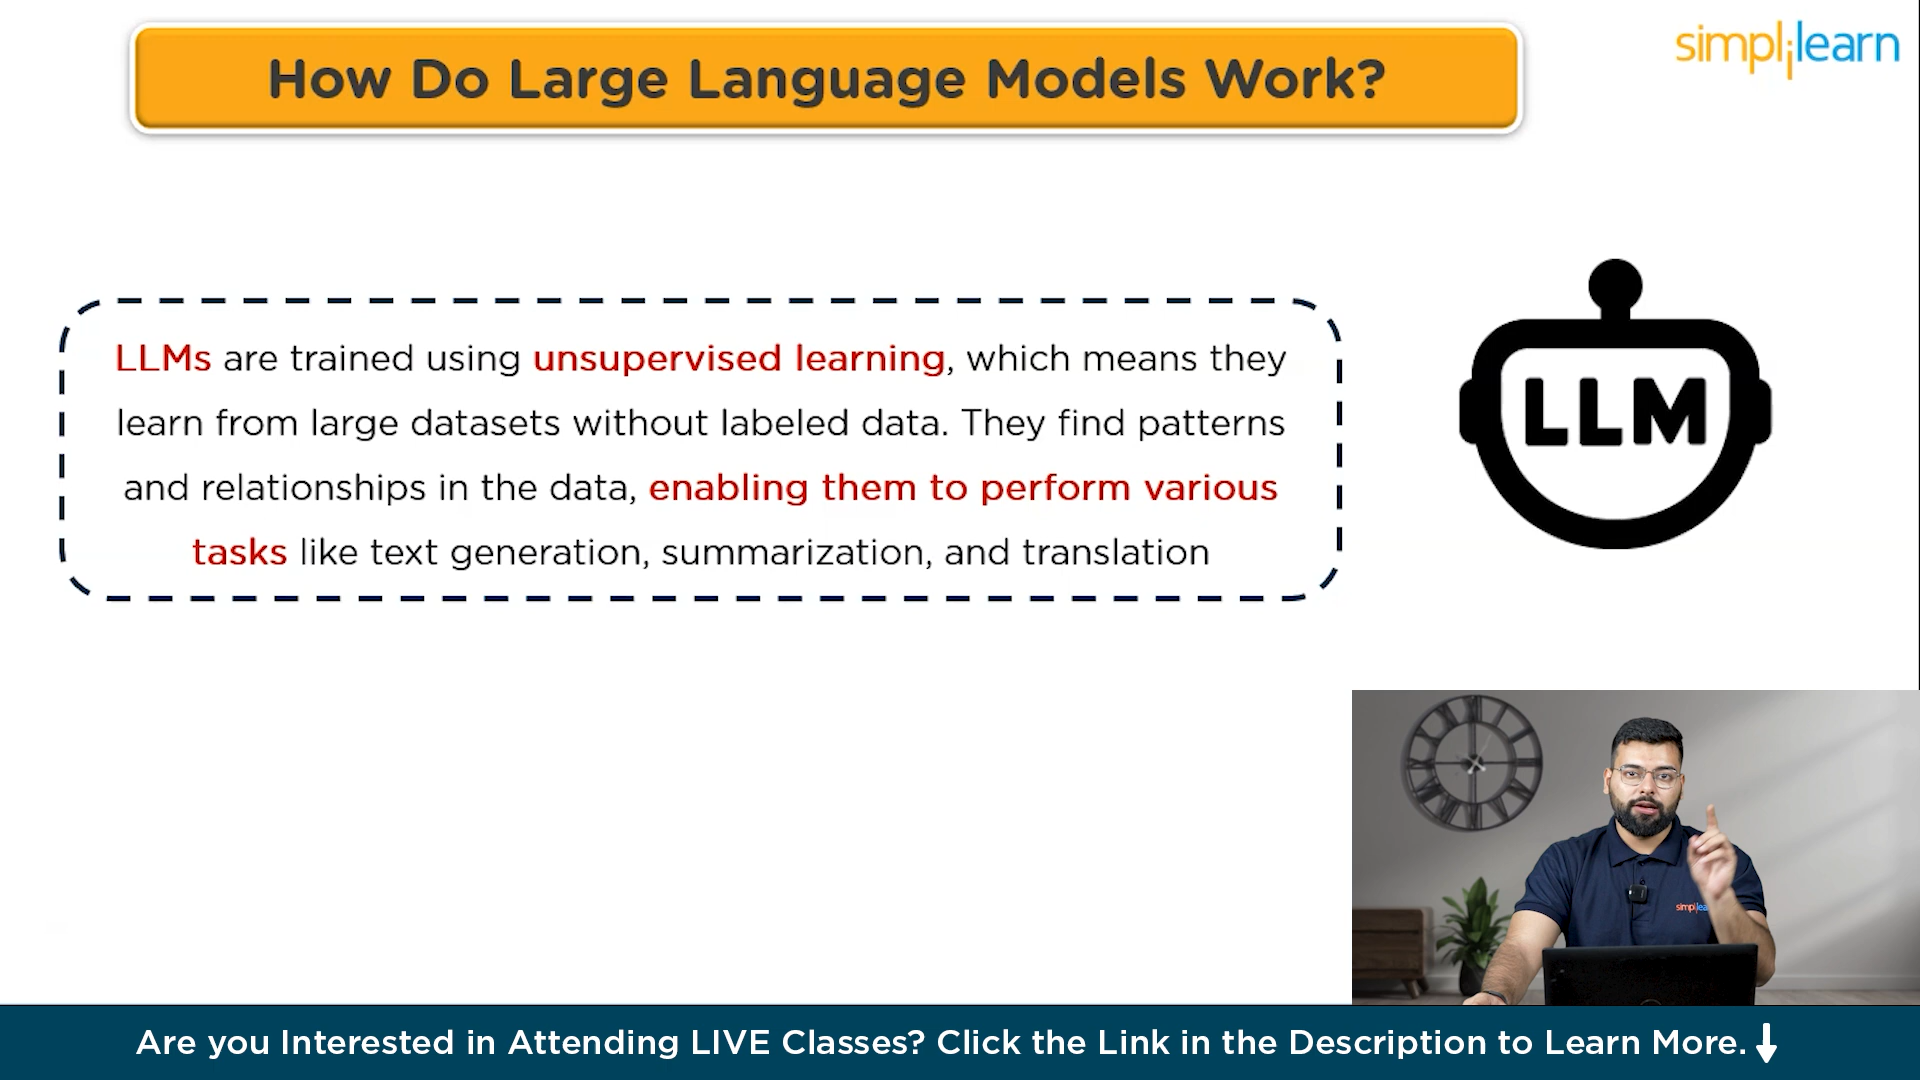 How Do Large Language Models Work?
simplilearn
LLMs are trained using unsupervised learning, which means they
learn from large datasets without labeled data. They find patterns
and relationships in the data, enabling them to perform various
tasks like text generation, summarization, and translation
LLM
Are you Interested in Attending LIVE Classes? Click the Link in the Description to Learn More.